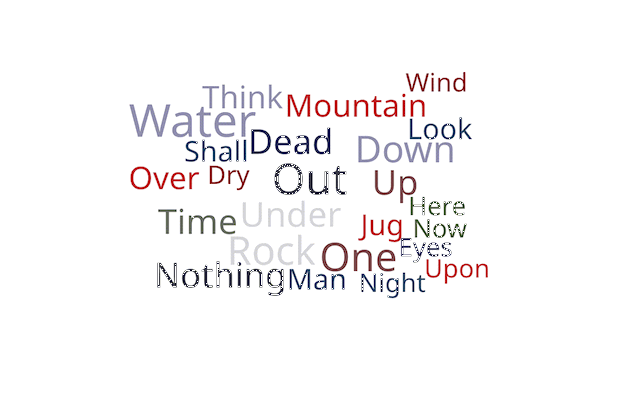 Wind
Think
Mountain
Water
Look
Shall
Dead
Down
Over
Dry
Out
Up
Here
Time
Under
Jug
Now
Rock
One
Eyes
Upon
Nothing
Man
Night